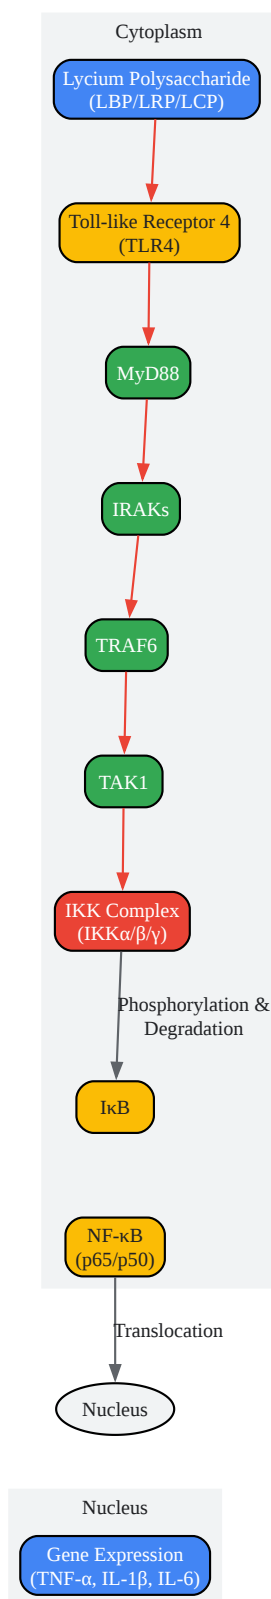 Cytoplasm
Lycium Polysaccharide
(LBP/LRP/LCP)
Toll-like Receptor 4
(TLR4)
MyD88
IRAKs
TRAF6
TAK1
IKK Complex
(IKKα/β/γ)
Phosphorylation &
Degradation
IκB
NF-κB
(p65/p50)
Translocation
Nucleus
Nucleus
Gene Expression
(TNF-α, IL-1β, IL-6)